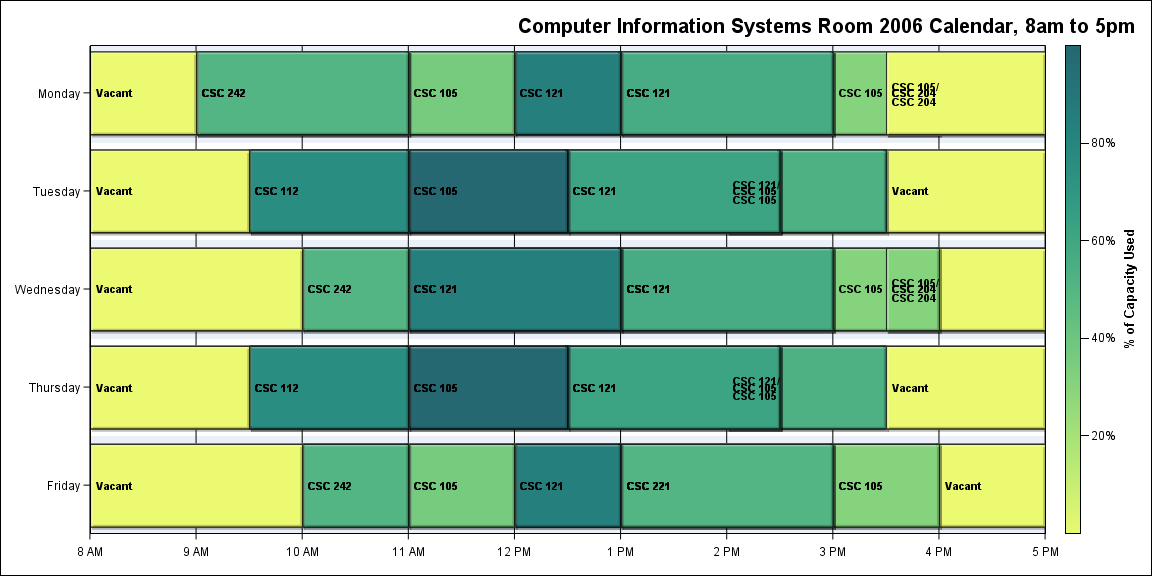 Computer Information Systems Room 2006 Calendar, 8am to 5pm
Monday
Vacant
CSC 242
CSC 105
CSC 121
CSC 121
CSC 105
CSC 105/
CSC 204
CSC 204
Tuesday
Vacant
CSC 112
CSC 105
CSC 121
CSC 121/
CSC 105
CSC 105
Vacant
Wednesday
Vacant
CSC 242
CSC 121
CSC 121
CSC 105
CSC 105/
CSC 204
CSC 204
Thursday
Vacant
CSC 112
CSC 105
CSC 121
CSC 121/
CSC 105
CSC 105
Vacant
Friday
Vacant
CSC 242
CSC 105
CSC 121
CSC 221
CSC 105
Vacant
8 AM
9 AM
10 AM
11 AM
12 PM
1 PM
2 PM
3 PM
4 PM
5 PM
80%
60%
40%
20%
% of Capacity Used